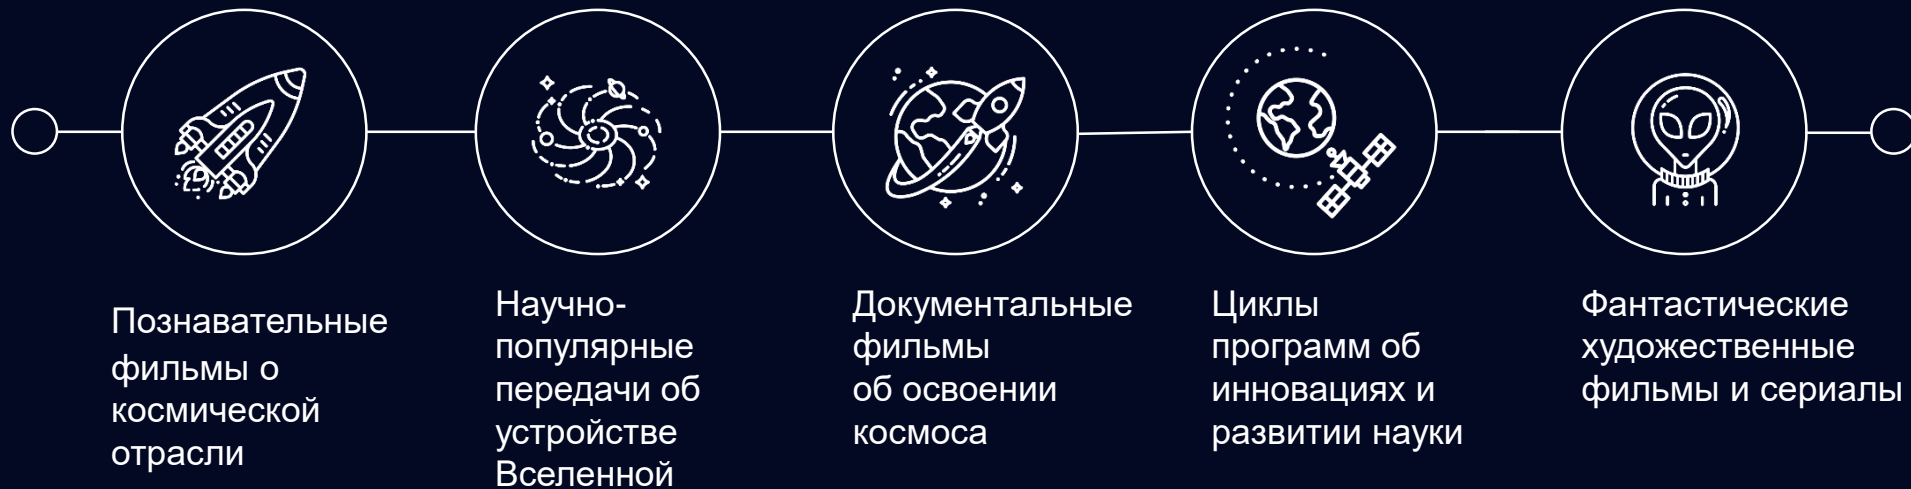 Познавательные
фильмы о
космической
отрасли
Научно-
популярные
передачи об
устройстве
Вселенной
Документальные
фильмы
об освоении
космоса
Циклы
программ об
инновациях и
развитии науки
Фантастические
художественные
фильмы и сериалы